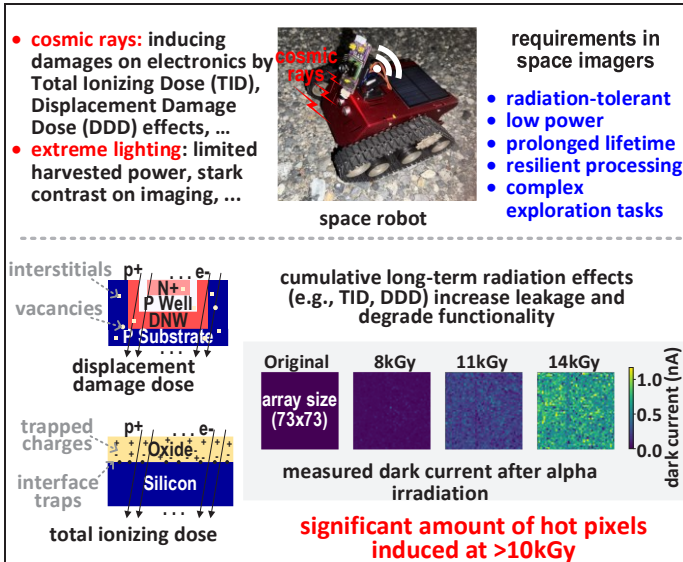 • cosmic rays: inducing
damages on electronics by
Total Ionizing Dose (TID),
Displacement Damage
Dose (DDD) effects, ...
• extreme lighting: limited
harvested power, stark
contrast on imaging, ...
cosmic
rays
space robot
requirements in
space imagers
• radiation-tolerant
• low power
• prolonged lifetime
• resilient processing
• complex
exploration tasks
interstitials
vacancies
p+ ... e-
N+
P Well
DNW
P Substrate
...
displacement
damage dose
trapped
charges
interface
traps
p+ ... e-
Oxide
Silicon
...
total ionizing dose
cumulative long-term radiation effects
(e.g., TID, DDD) increase leakage and
degrade functionality
Original 8kGy 11kGy 14kGy
array size
(73x73)
1.0
0.5
0.0
dark current (nA)
measured dark current after alpha
irradiation
significant amount of hot pixels
induced at >10kGy